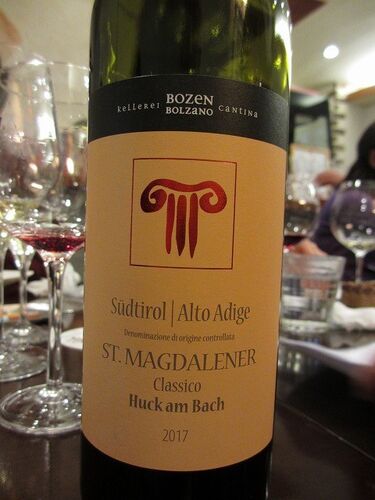 kellerei BOZEN cantina
BOLZANO
Südtirol | Alto Adige
Denominazione di origine controllata
ST. MAGDALENER
Classico
Huck am Bach
2017